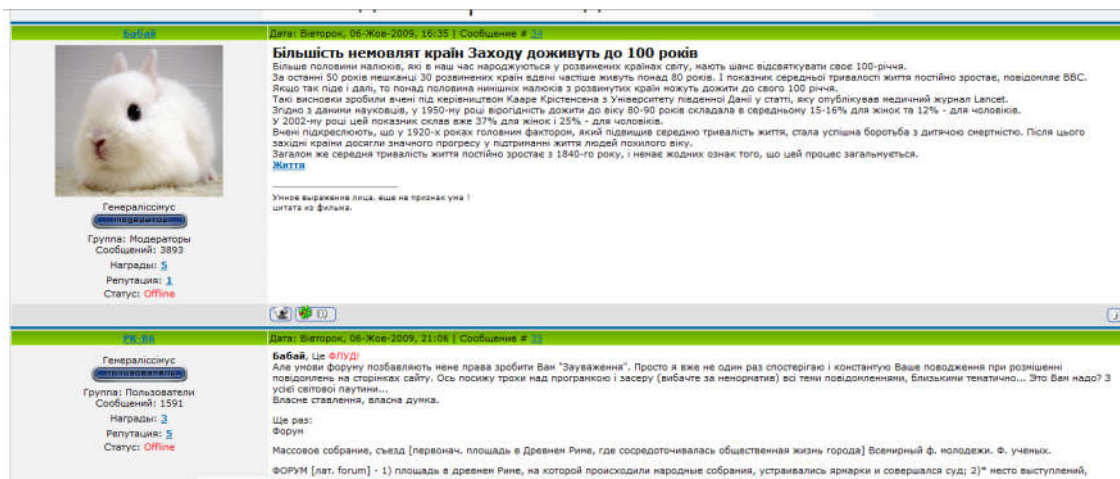 Бабай
Дата: Вівторок, 06-Жов-2009, 16:35 | Сообщение # 34
Більшість немовлят країн Заходу доживуть до 100 років
Більше половини малюків, які в наш час народжуються у розвинених країнах світу, мають шанс відсвяткувати своє 100-річчя.
За останні 50 років мешканці 30 розвинених країн вдвічі частіше живуть понад 80 років. І показник середньої тривалості життя постійно зростає, повідомляє BBC.
Якщо так піде і далі, то понад половина нинішніх малюків з розвинутих країн можуть дожити до свого 100 річчя.
Такі висновки зробили вчені під керівництвом Кааре Крістенсена з Університету південної Данії у статті, яку опублікував медичний журнал Lancet.
Згідно з даними науковців, у 1950-му році вірогідність дожити до віку 80-90 років складала в середньому 15-16% для жінок та 12% - для чоловіків.
У 2002-му році цей показник склав вже 37% для жінок і 25% - для чоловіків.
Вчені підкреслюють, що у 1920-х роках головним фактором, який підвищив середню тривалість життя, стала успішна боротьба з дитячою смертністю. Після цього
західні країни досягли значного прогресу у підтриманні життя людей похилого віку.
Загалом же середня тривалість життя постійно зростає з 1840-го року, і немає жодних ознак того, що цей процес загальмується.
Життя
Умное выражение лица, еще не признак ума !
цитата из фильма.
Генераліссімус
модератор
Группа: Модераторы
Сообщений: 3893
Награды: 5
Репутация: 1
Статус: Offline
РК-86
Дата: Вівторок, 06-Жов-2009, 21:06 | Сообщение # 35
Генераліссімус
Группа: Пользователи
Сообщений: 1591
Награды: 3
Репутация: 5
Статус: Offline
Бабай, Це ФЛУД!
Але умови форуму позбавляють мене права зробити Вам "Зауваження". Просто я вже не один раз спостерігаю і константую Ваше поводження при розміщенні
повідомлень на сторінках сайту. Ось посижу трохи над програмкою і засеру (вибачте за ненорматив) всі теми повідомленнями, близькими тематично... Это Вам надо? З
усієї світової паутини...
Власне ставлення, власна думка.
Ще раз:
Форум
Массовое собрание, съезд [первонач. площадь в Древнем Риме, где сосредоточивалась общественная жизнь города] Всемирный ф. молодежи. Ф. ученых.
ФОРУМ [лат. forum] - 1) площадь в древнем Риме, на которой происходили народные собрания, устраивались ярмарки и совершался суд; 2)* место выступлений,